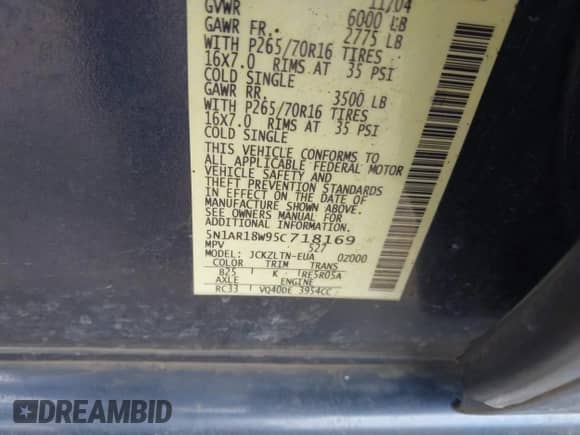 GVWR 11/04
6000 LB
GAWR FR. 2775 LB
WITH P265/70R16 TIRES
16X7.0 RIMS AT 35 PSI
COLD SINGLE
GAWR RR. 3500 LB
WITH P265/70R16 TIRES
16X7.0 RIMS AT 35 PSI
COLD SINGLE
THIS VEHICLE CONFORMS TO
ALL APPLICABLE FEDERAL MOTOR
VEHICLE SAFETY AND
THEFT PREVENTION STANDARDS
IN EFFECT ON THE DATE OF
MANUFACTURE SHOWN ABOVE.
SEE OWNERS MANUAL FOR
ADDITIONAL INFORMATION.
5N1AR18W95C718169
MPV 527
MODEL: JCKZLTN-EUA 02000
COLOR TRIM TRANS
B25 K RE5R05A
AXLE ENGINE
RC33 VQ40DE 3954CC
DREAMBID